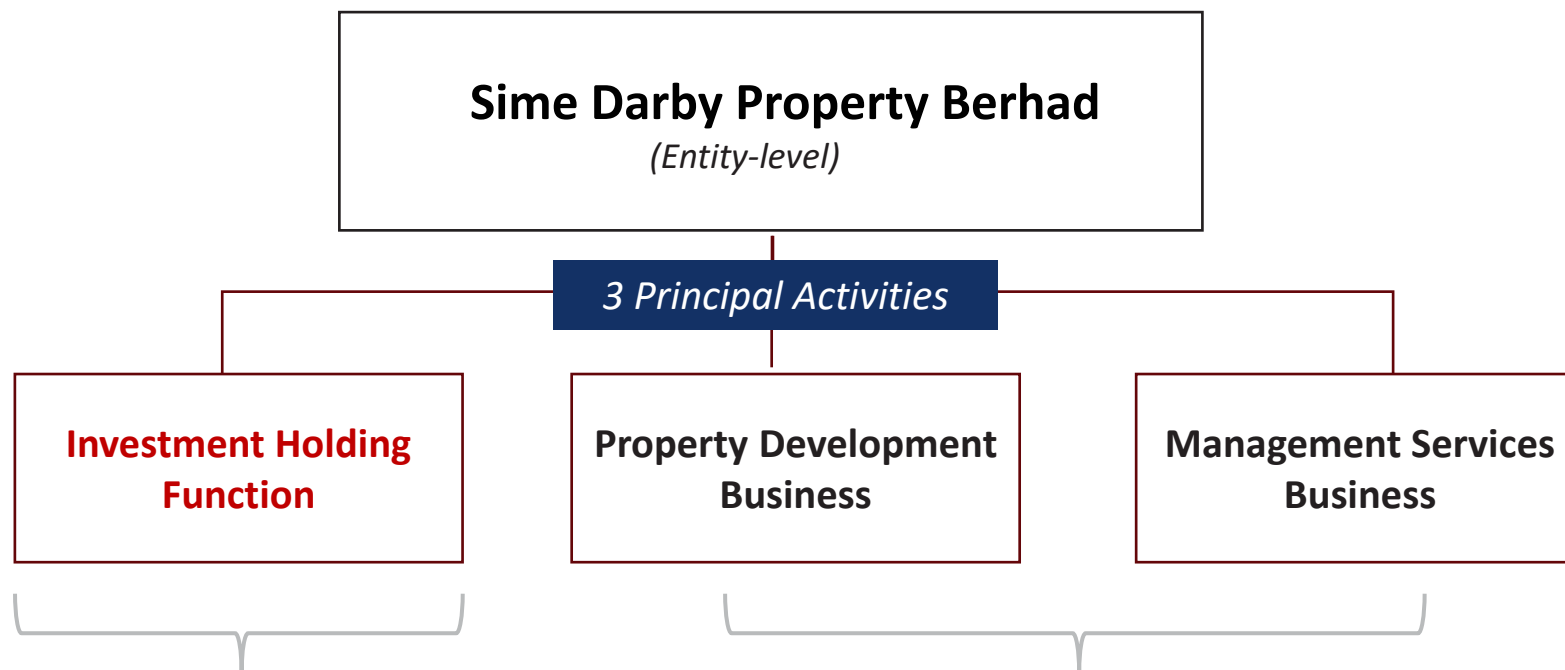 Sime Darby Property Berhad
(Entity-level)
3 Principal Activities
Investment Holding
Function
Property Development
Business
Management Services
Business